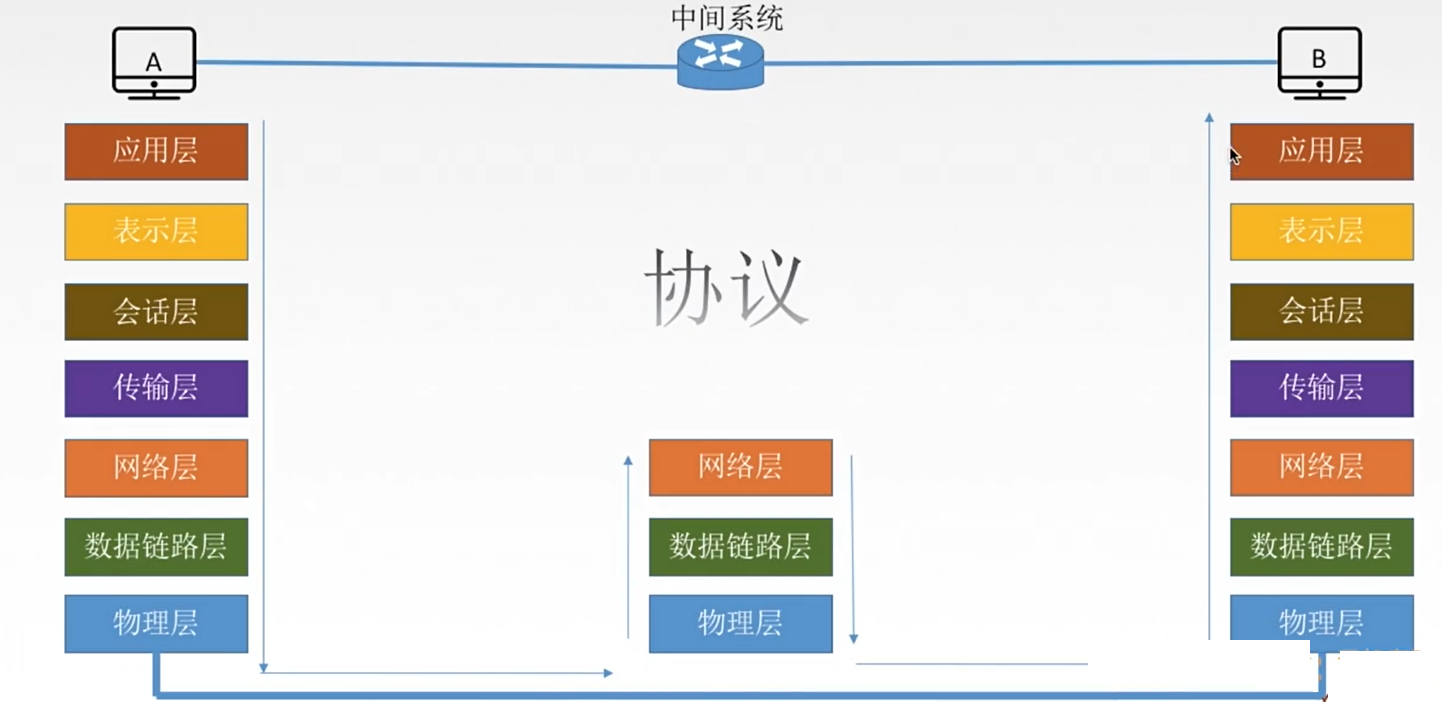 中间系统
A
B
应用层
表示层
会话层
传输层
网络层
数据链路层
物理层
协议
网络层
数据链路层
物理层
应用层
表示层
会话层
传输层
网络层
数据链路层
物理层